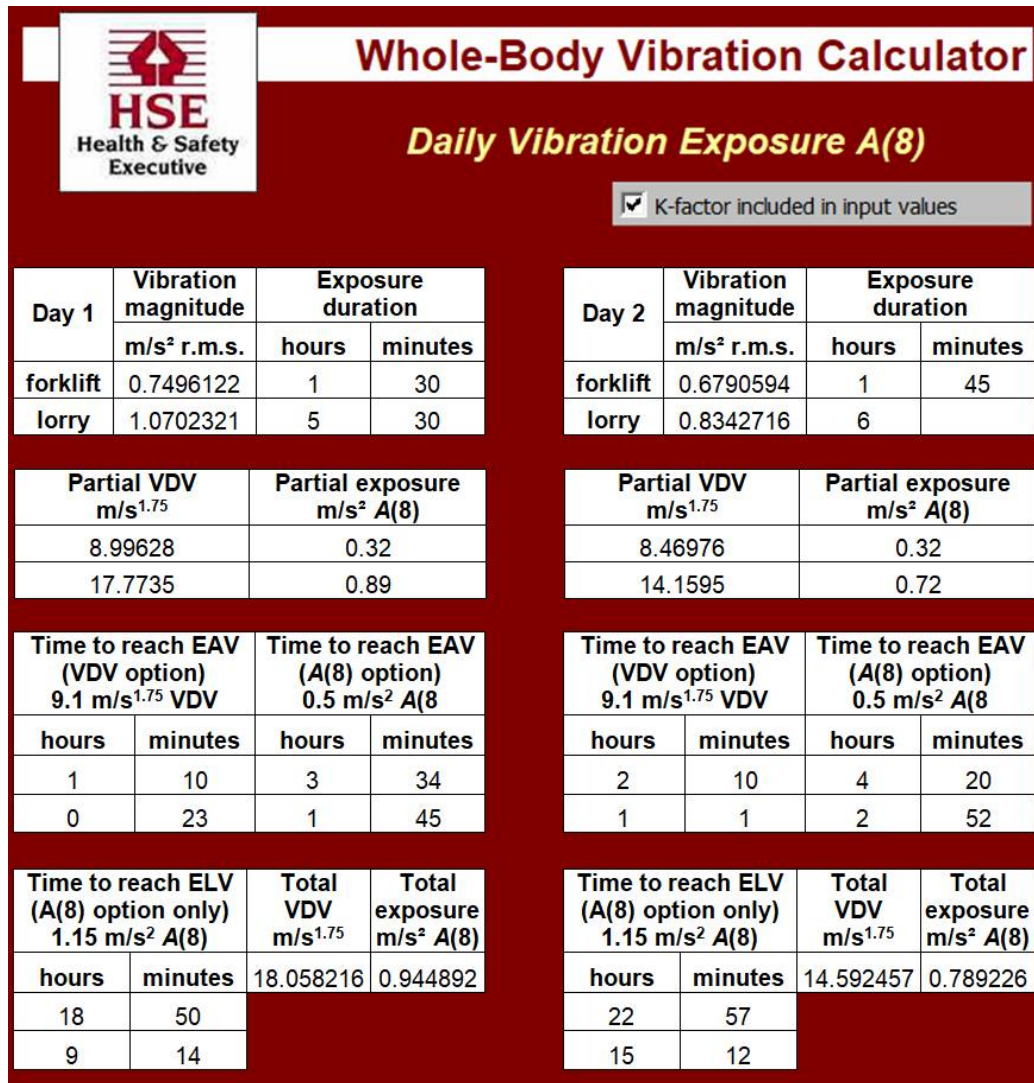 HSE
Health & Safety
Executive
Whole-Body Vibration Calculator
Daily Vibration Exposure A(8)
K-factor included in input values
Day 1
Vibration
magnitude
Exposure
duration
m/s² r.m.s.
hours
minutes
forklift 0.7496122 1 30
lorry 1.0702321 5 30
Partial VDV
m/s1.75
Partial exposure
m/s² A(8)
8.99628 0.32
17.7735 0.89
Time to reach EAV
(VDV option)
9.1 m/s1.75 VDV
Time to reach EAV
(A(8) option)
0.5 m/s2 A(8
hours minutes hours minutes
1 10 3 34
0 23 1 45
Time to reach ELV
(A(8) option only)
1.15 m/s2 A(8)
Total
VDV
m/s1.75
Total
exposure
m/s² A(8)
hours minutes 18.058216 0.944892
18 50
9 14
Day 2
Vibration
magnitude
Exposure
duration
m/s² r.m.s.
hours
minutes
forklift 0.6790594 1 45
lorry 0.8342716 6
Partial VDV
m/s1.75
Partial exposure
m/s² A(8)
8.46976 0.32
14.1595 0.72
Time to reach EAV
(VDV option)
9.1 m/s1.75 VDV
Time to reach EAV
(A(8) option)
0.5 m/s2 A(8
hours minutes hours minutes
2 10 4 20
1 1 2 52
Time to reach ELV
(A(8) option only)
1.15 m/s2 A(8)
Total
VDV
m/s1.75
Total
exposure
m/s² A(8)
hours minutes 14.592457 0.789226
22 57
15 12